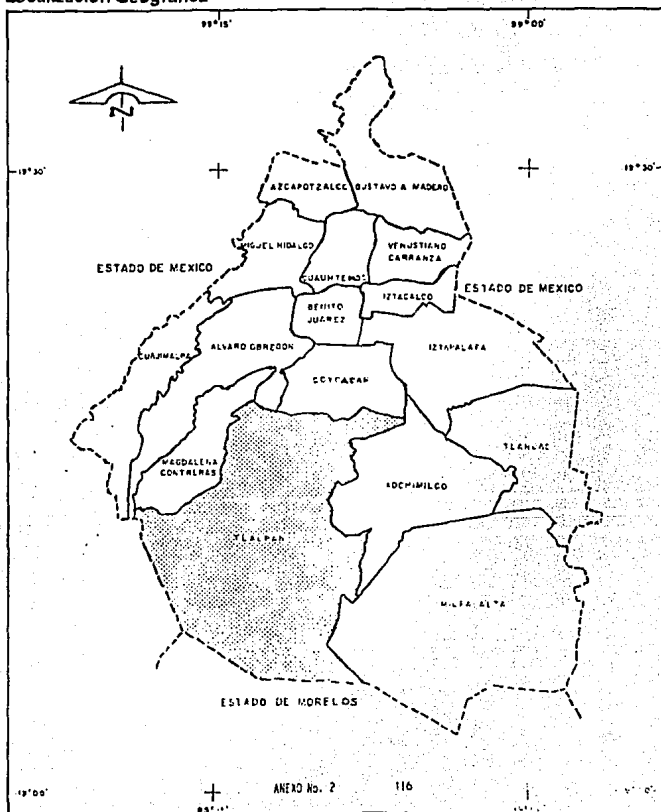 Localización Geográfica
99°15'
99°00'
N
19°30'
19°30'
AZCAPOTZALCO
GUSTAVO A MADERO
MIGUEL HIDALGO
VENUSTIANO
CARRANZA
ESTADO DE MEXICO
CUAUHTEMOC
ESTADO DE MEXICO
BENITO
JUAREZ
IZTACALCO
CUAJIMALPA
ALVARO OBREGON
IZTAPALAPA
COYOACAN
MAGDALENA
CONTRERAS
TLAHUAC
XOCHIMILCO
TLALPAN
MILPA ALTA
ESTADO DE MORELOS
19°00'
ANEXO No. 2
116